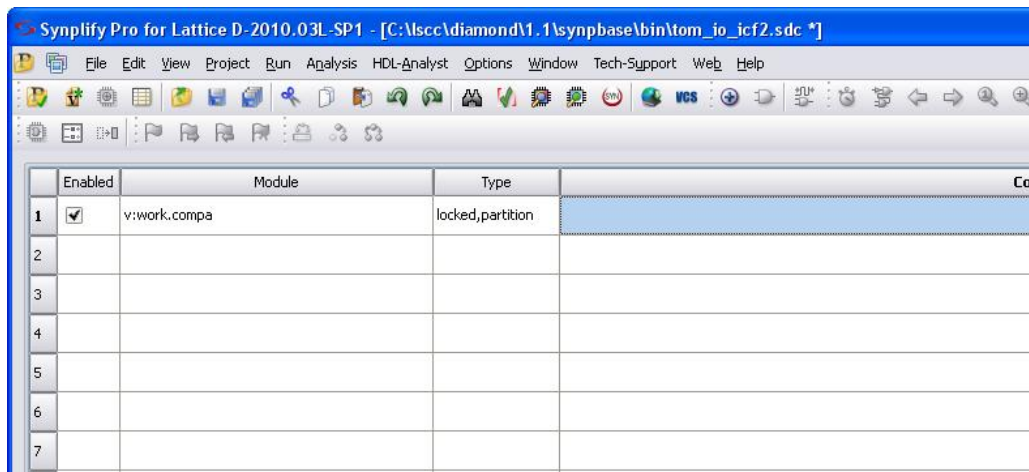 Synplify Pro for Lattice D-2010.03L-SP1 - [C:\lscc\diamond\1.1\synpbase\bin\tom_io_icf2.sdc *]
File Edit View Project Run Analysis HDL-Analyst Options Window Tech-Support Web Help
SYN VCS
Enabled Module Type Co
1 v:work.compa locked,partition
2
3
4
5
6
7